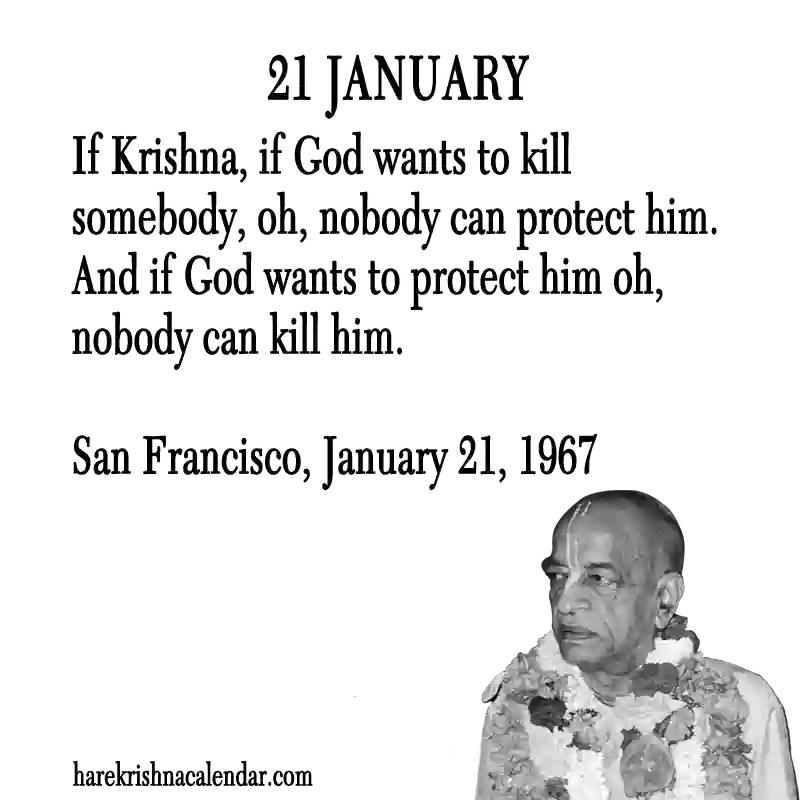 21 JANUARY
If Krishna, if God wants to kill
somebody, oh, nobody can protect him.
And if God wants to protect him oh,
nobody can kill him.
San Francisco, January 21, 1967
harekrishnacalendar.com